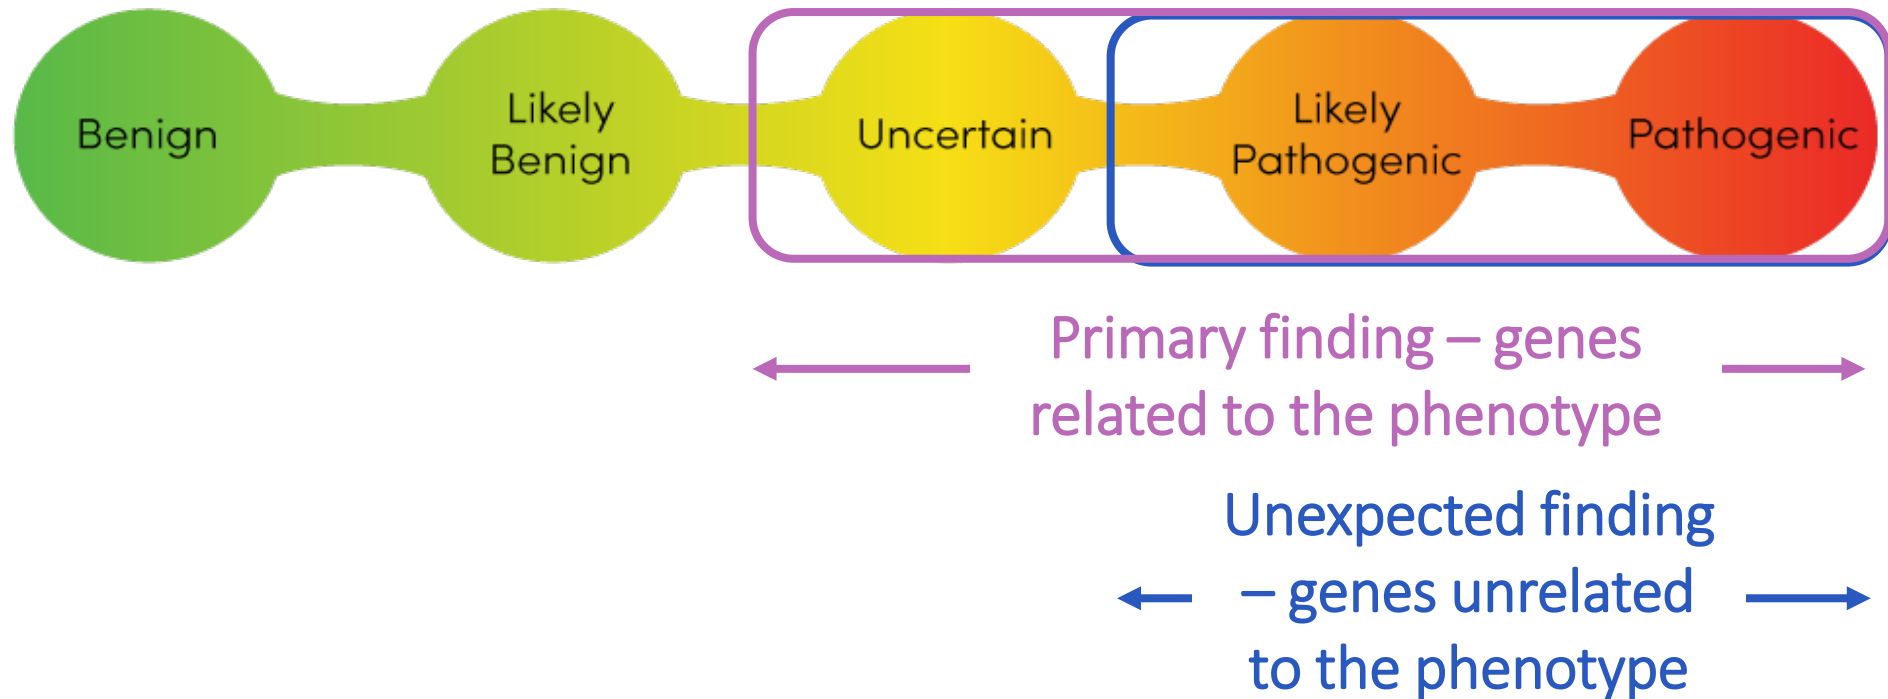 Benign
Likely
Benign
Uncertain
Likely
Pathogenic
Pathogenic
Primary finding – genes
related to the phenotype
Unexpected finding
– genes unrelated
to the phenotype